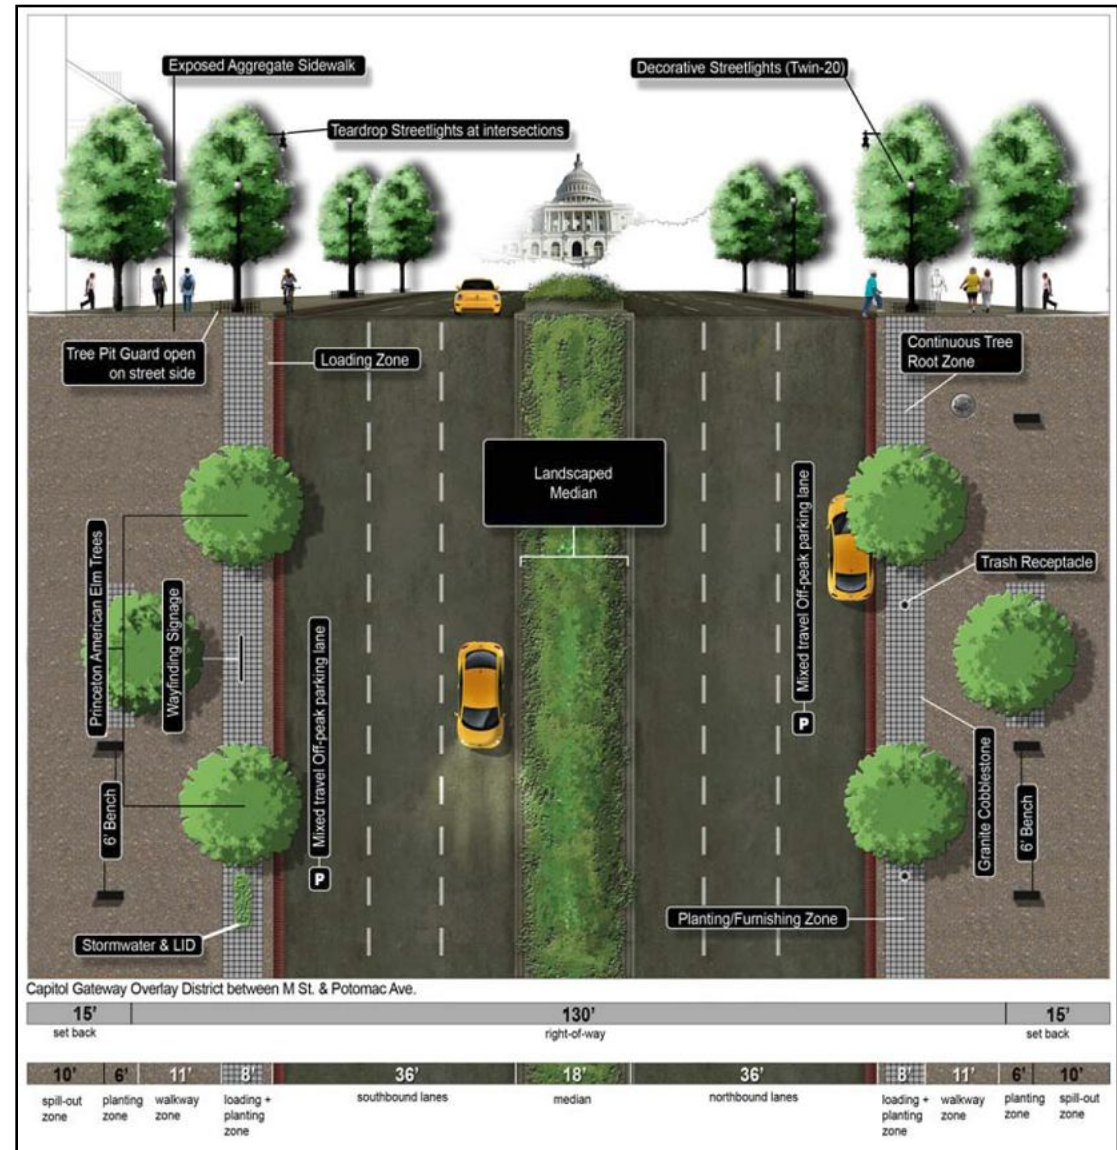 Exposed Aggregate Sidewalk
Decorative Streetlights (Twin-20)
Teardrop Streetlights at intersections
Tree Pit Guard open
on street side
Loading Zone
Continuous Tree
Root Zone
Landscaped
Median
Princeton American Elm Trees
Wayfinding Signage
Mixed travel Off-peak parking lane
P
Mixed travel Off-peak parking lane
P
Trash Receptacle
Granite Cobblestone
6' Bench
6' Bench
Planting/Furnishing Zone
Stormwater & LID
Capitol Gateway Overlay District between M St. & Potomac Ave.
15' 130' 15'
set back right-of-way set back
10' 6' 11' 8' 36' 18' 36' 8' 11' 6' 10'
spill-out planting walkway loading + southbound lanes median northbound lanes loading + walkway planting spill-out
zone zone zone planting planting zone zone zone
zone zone